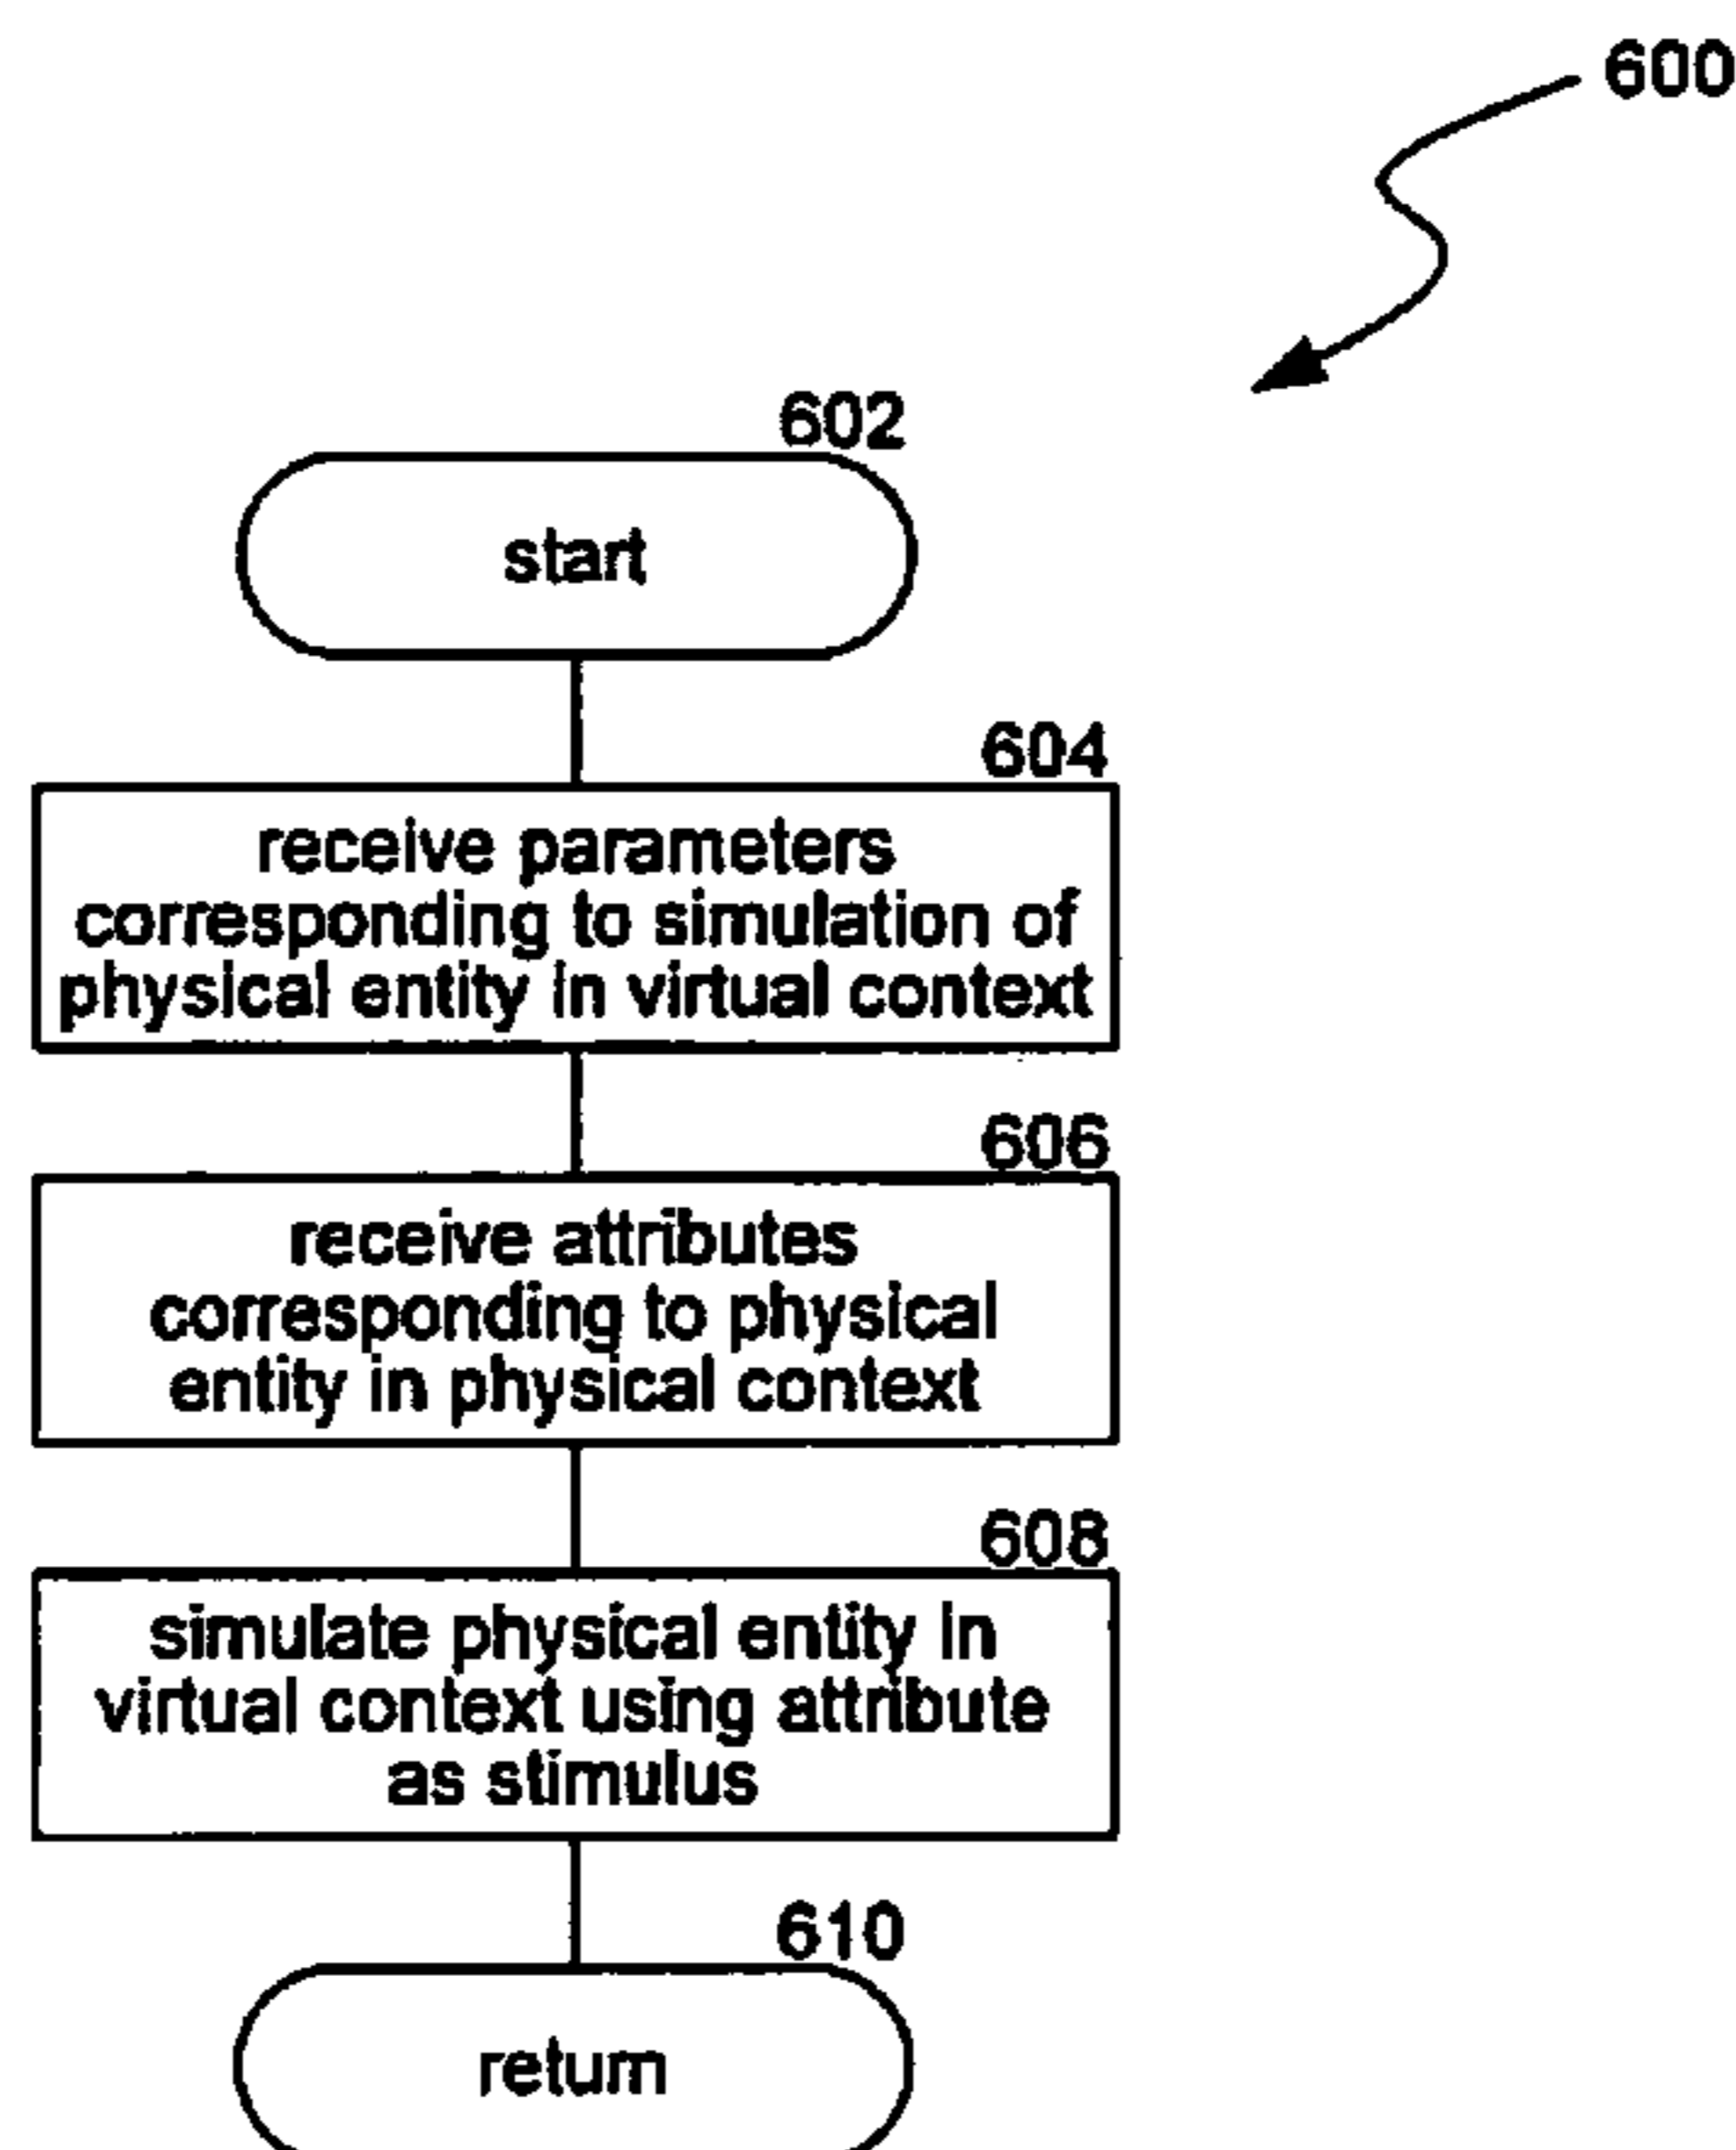 600
602
start
604
receive parameters
corresponding to simulation of
physical entity in virtual context
606
receive attributes
corresponding to physical
entity in physical context
608
simulate physical entity in
virtual context using attribute
as stimulus
610
return